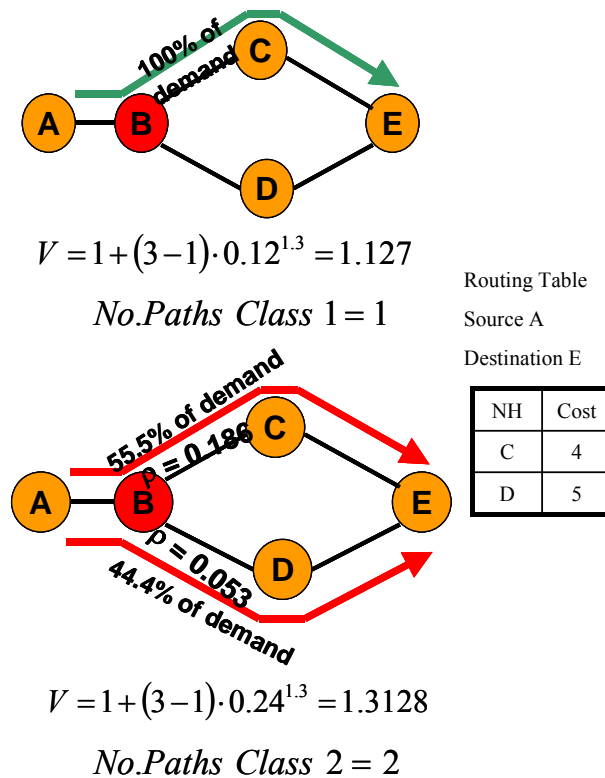 100% of
demand
C
A
B
E
D
V = 1 + (3 − 1) · 0.12^1.3 = 1.127
No.Paths Class 1 = 1
Routing Table
Source A
Destination E
NH Cost
C 4
D 5
55.5% of demand
ρ = 0.186
C
A
B
E
D
ρ = 0.053
44.4% of demand
V = 1 + (3 − 1) · 0.24^1.3 = 1.3128
No.Paths Class 2 = 2